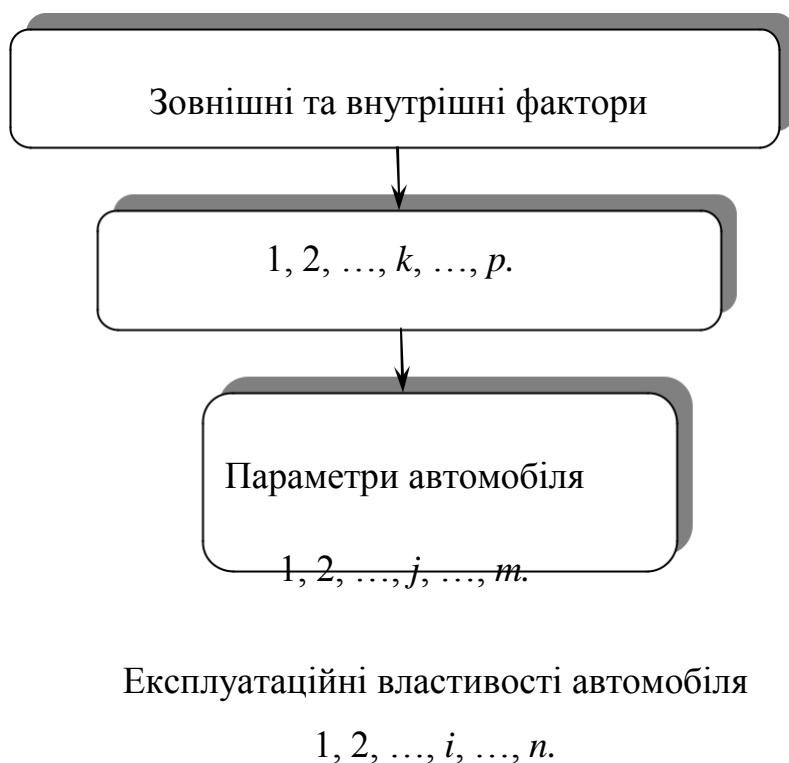 Зовнішні та внутрішні фактори
1, 2, …, k, …, p.
Параметри автомобіля
1, 2, …, j, …, m.
Експлуатаційні властивості автомобіля
1, 2, …, i, …, n.